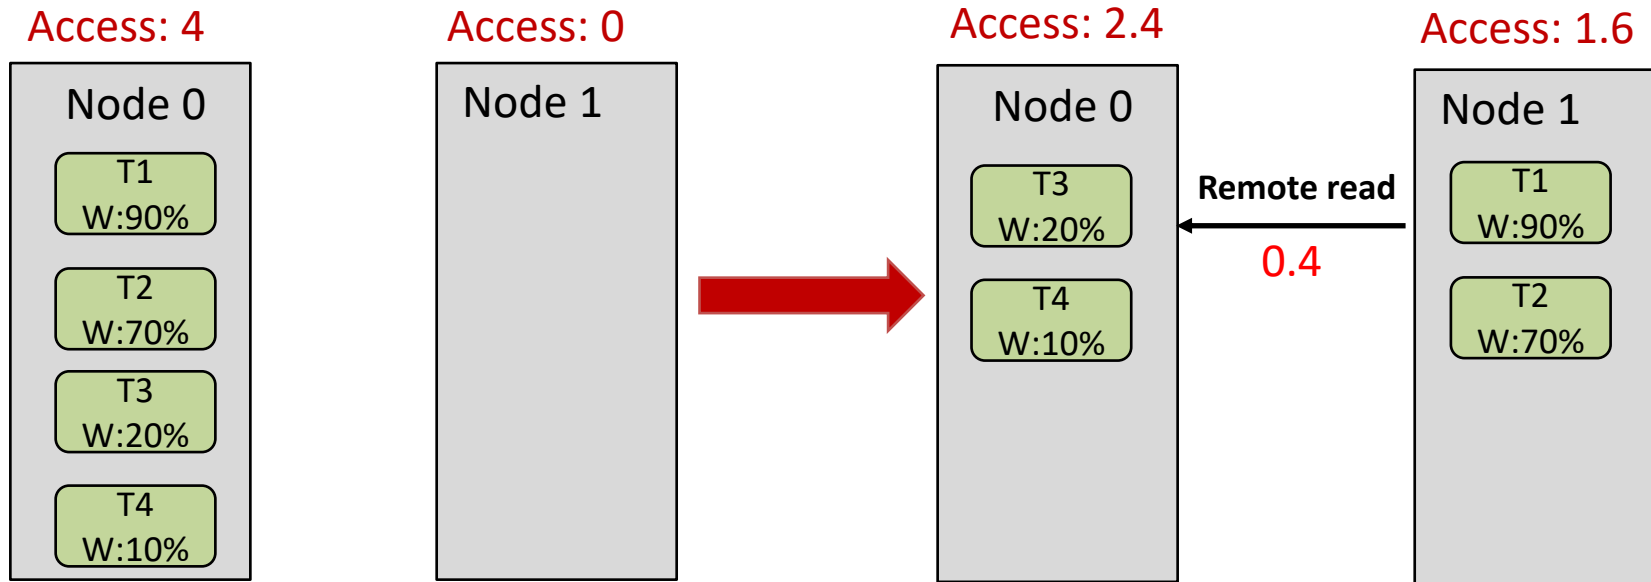 Access: 4
Node 0
T1
W:90%
T2
W:70%
T3
W:20%
T4
W:10%
Access: 0
Node 1
Access: 2.4
Node 0
T3
W:20%
T4
W:10%
Remote read
0.4
Access: 1.6
Node 1
T1
W:90%
T2
W:70%